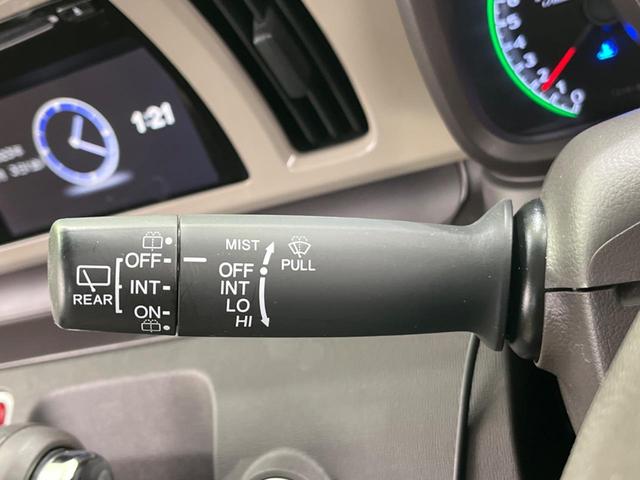 1:21
MIST
PULL
OFF
INT
LO
HI
OFF
INT
ON
REAR